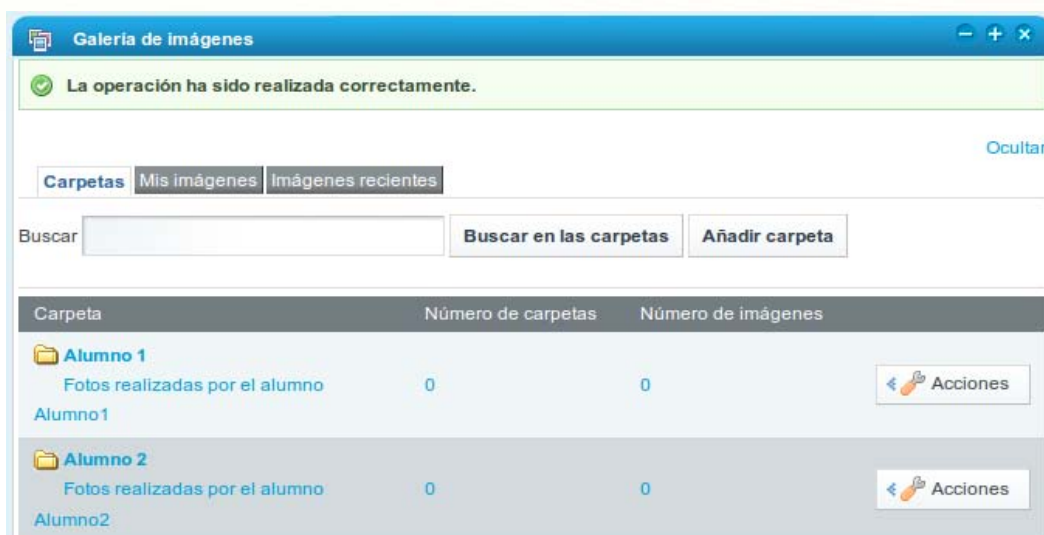 Galería de imágenes
La operación ha sido realizada correctamente.
Ocultar
Carpetas Mis imágenes Imágenes recientes
Buscar Buscar en las carpetas Añadir carpeta
Carpeta Número de carpetas Número de imágenes
Alumno 1
Fotos realizadas por el alumno 0 0 Acciones
Alumno1
Alumno 2
Fotos realizadas por el alumno 0 0 Acciones
Alumno2